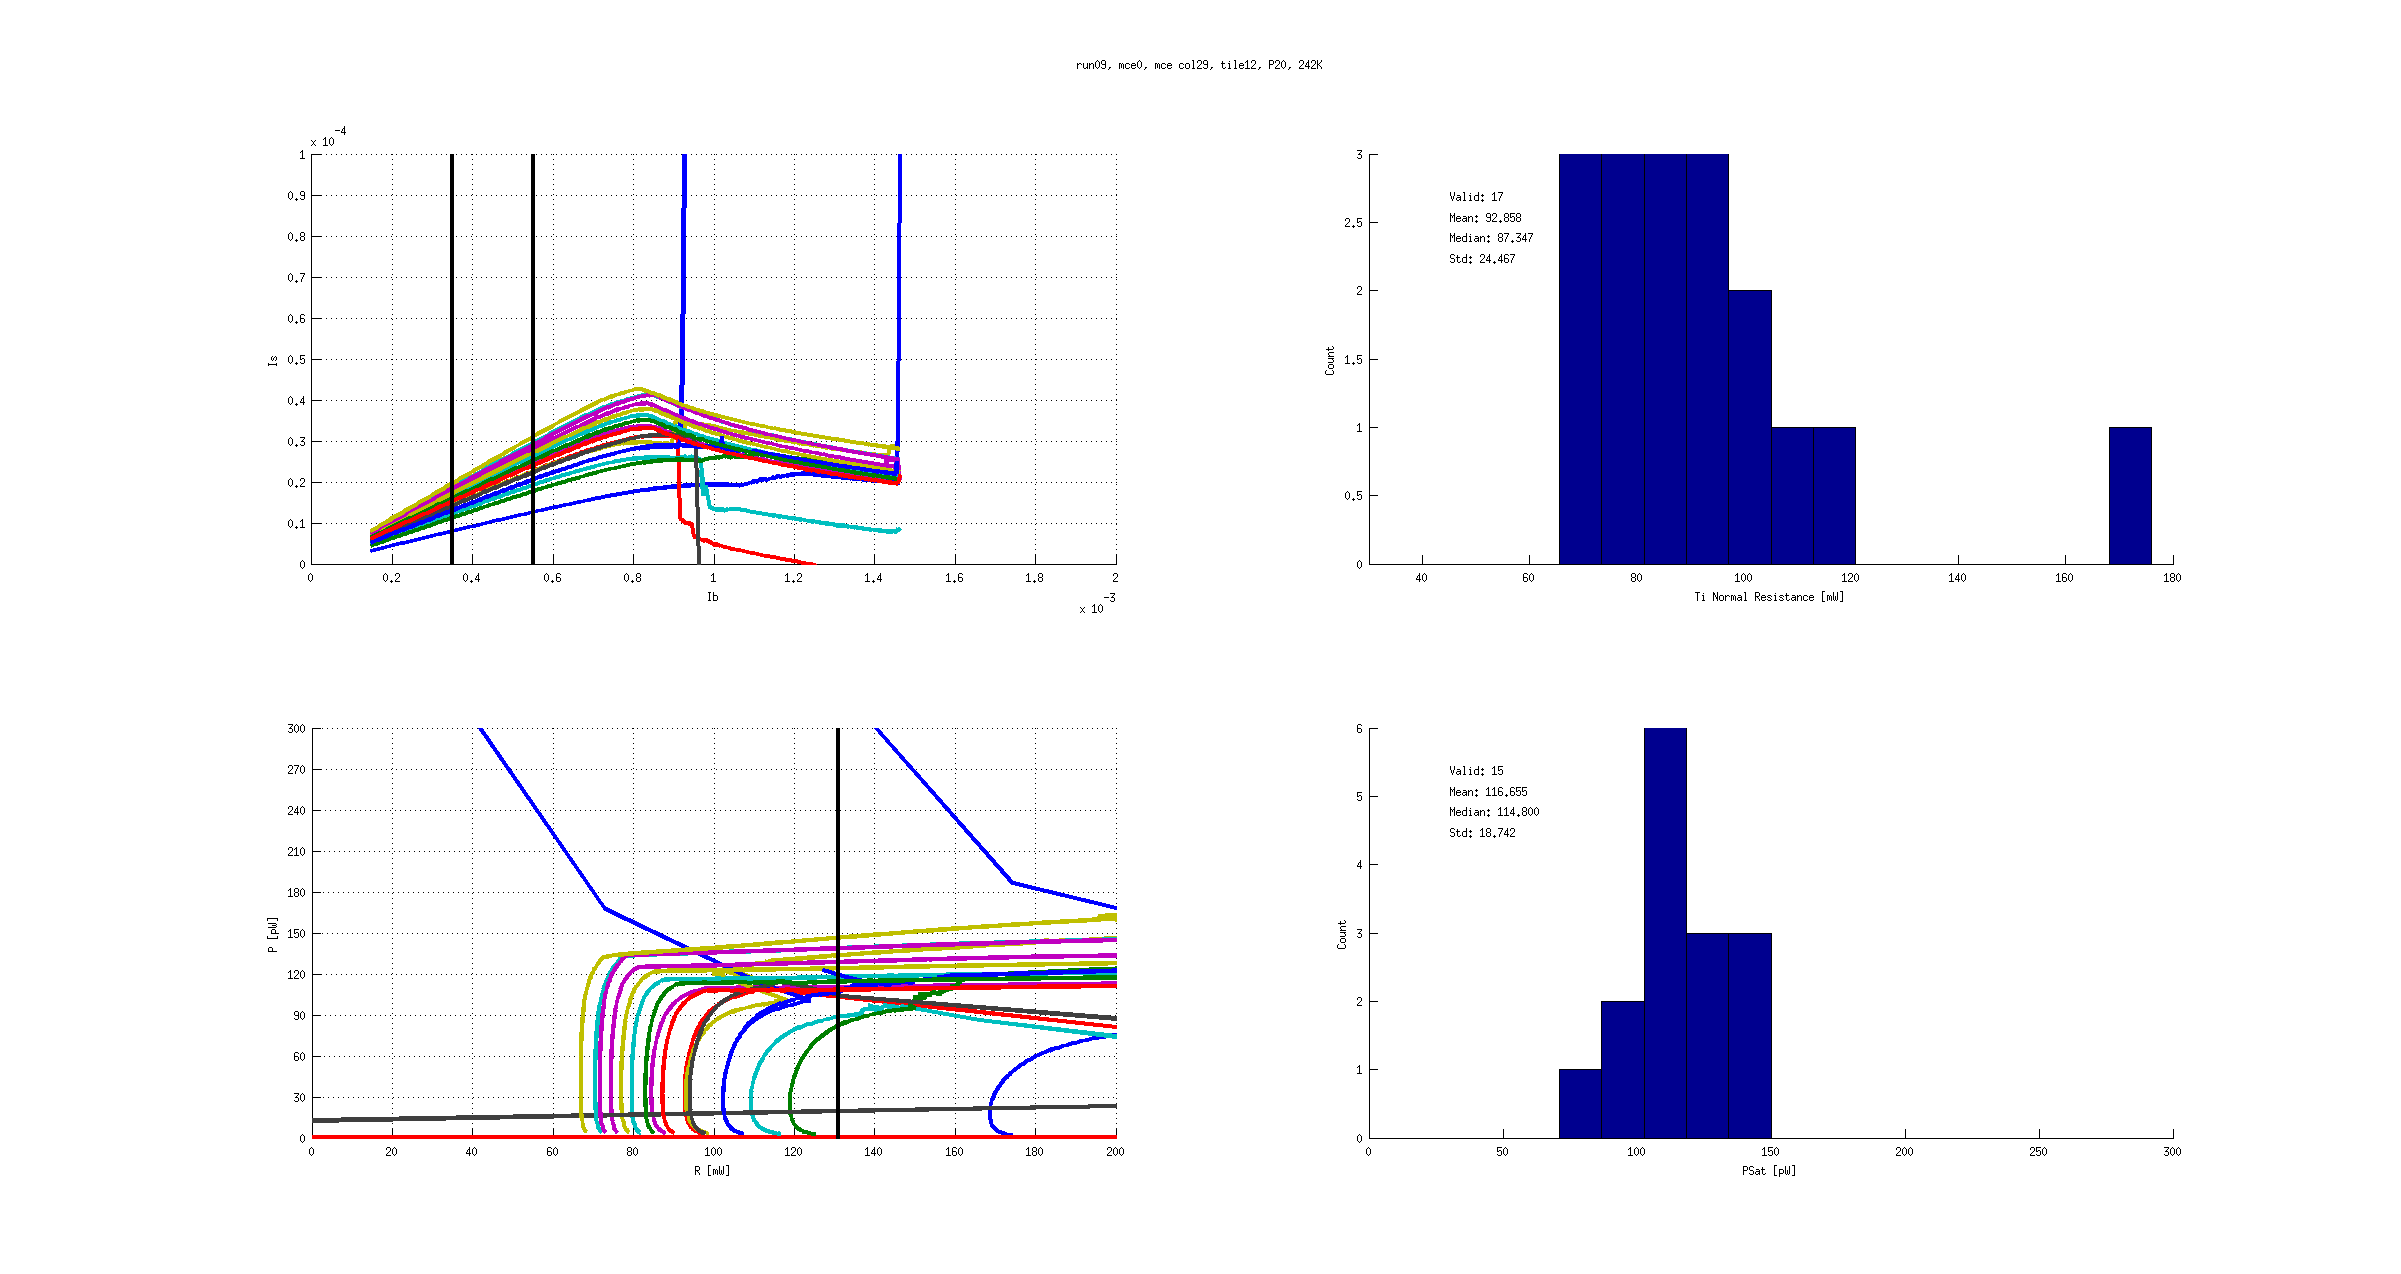 run09, mce0, mce col29, tile12, P20, 242K
x 10
-4
1
0.9
0.8
0.7
0.6
0.5
0.4
0.3
0.2
0.1
0
Is
0 0.2 0.4 0.6 0.8 1 1.2 1.4 1.6 1.8 2
Ib
x 10
-3
3
2.5
2
1.5
1
0.5
0
Count
Valid: 17
Mean: 92.858
Median: 87.347
Std: 24.467
40 60 80 100 120 140 160 180
Ti Normal Resistance [mW]
300
270
240
210
180
150
120
90
60
30
0
P [pW]
0 20 40 60 80 100 120 140 160 180 200
R [mW]
6
5
4
3
2
1
0
Count
Valid: 15
Mean: 116.655
Median: 114.800
Std: 18.742
0 50 100 150 200 250 300
PSat [pW]